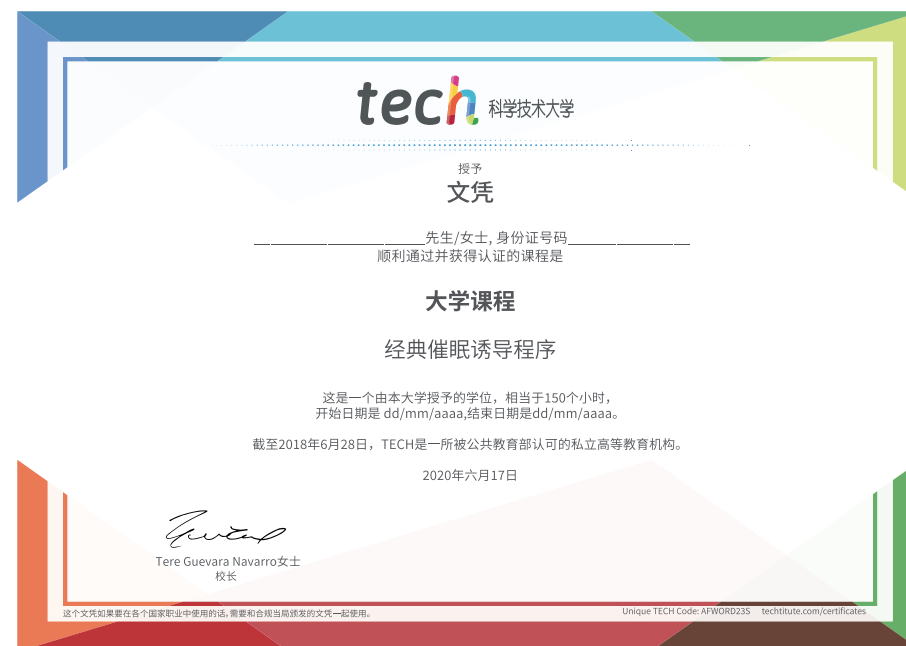 tech 科学技术大学
授予
文凭
________________________先生/女士, 身份证号码_________________
顺利通过并获得认证的课程是
大学课程
经典催眠诱导程序
这是一个由本大学授予的学位，相当于150个小时，
开始日期是 dd/mm/aaaa,结束日期是dd/mm/aaaa。
截至2018年6月28日，TECH是一所被公共教育部认可的私立高等教育机构。
2020年六月17日
Tere Guevara Navarro女士
校长
这个文凭如果要在各个国家职业中使用的话,需要和合规当局颁发的文凭一起使用。
Unique TECH Code: AFWORD23S techtitute.com/certificates